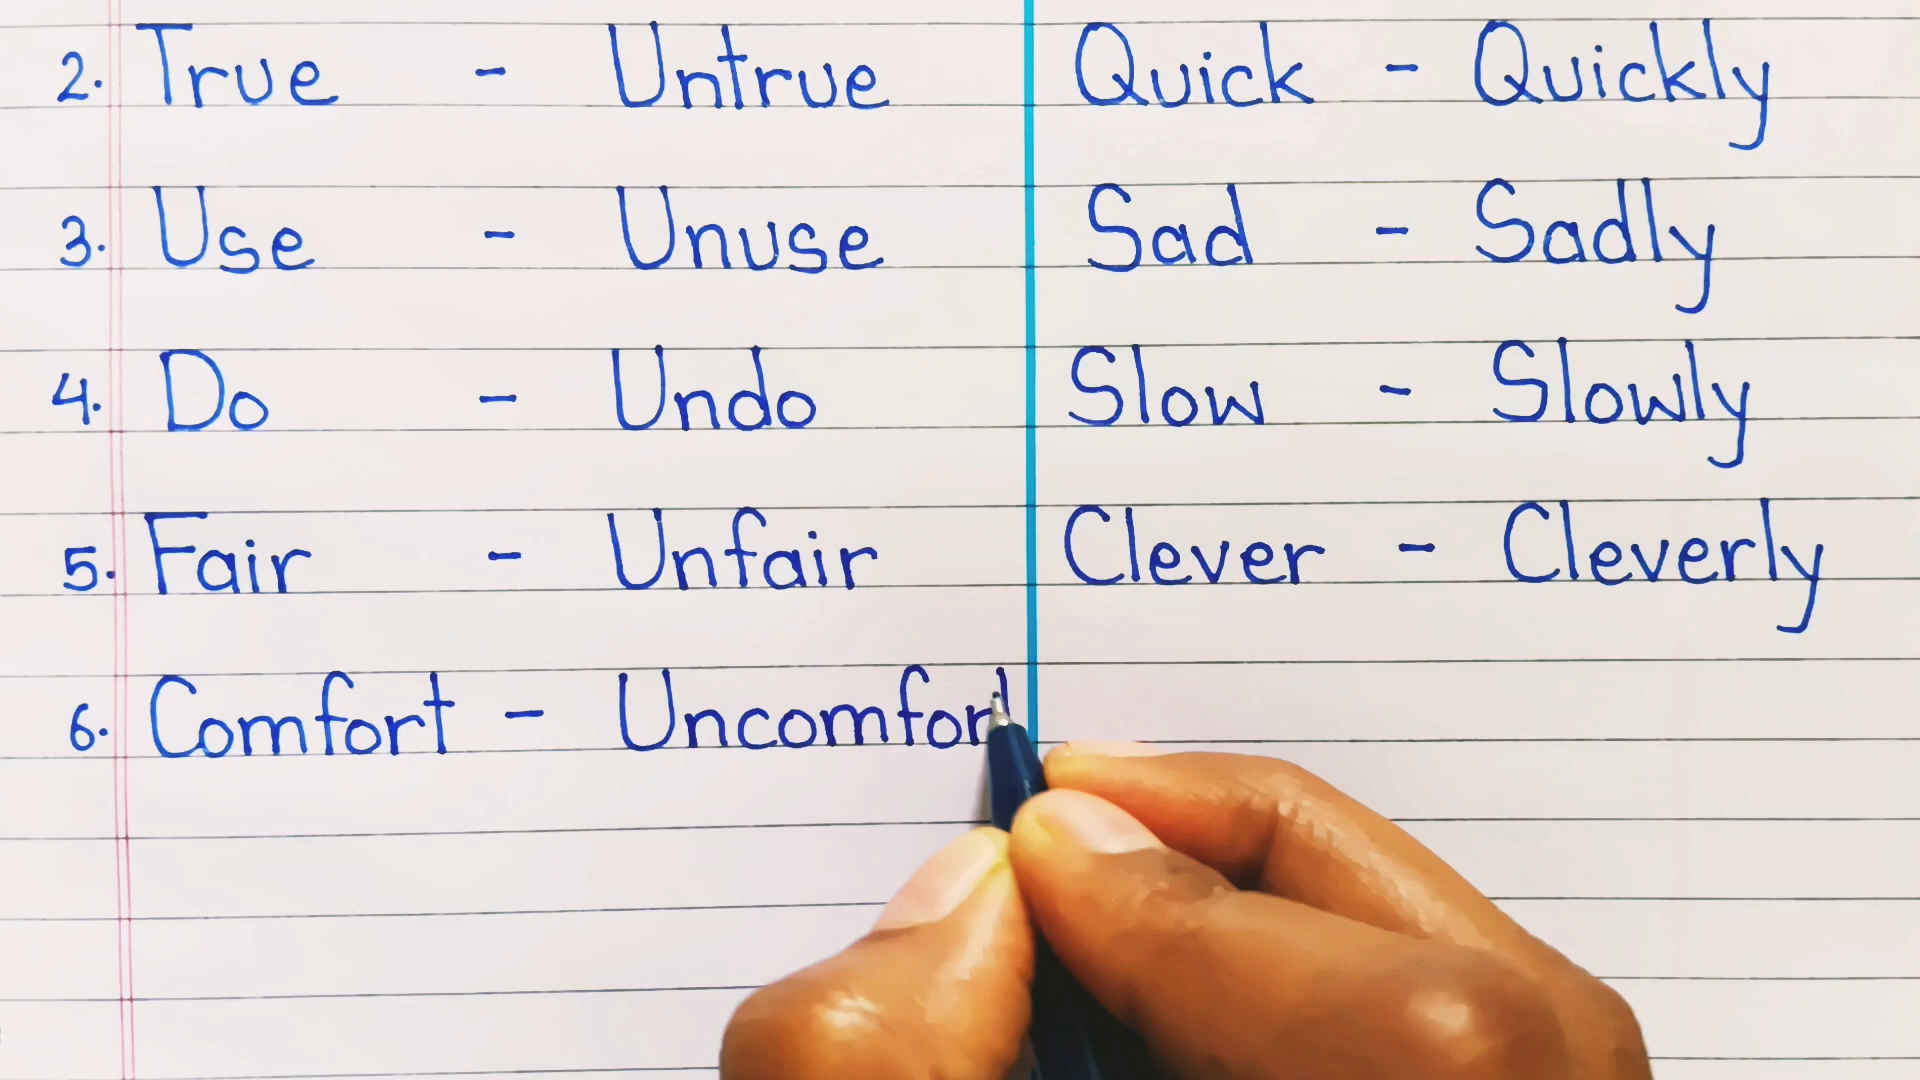 2. True - Untrue Quick - Quickly
3. Use - Unuse Sad - Sadly
4. Do - Undo Slow - Slowly
5. Fair - Unfair Clever - Cleverly
6. Comfort - Uncomfort